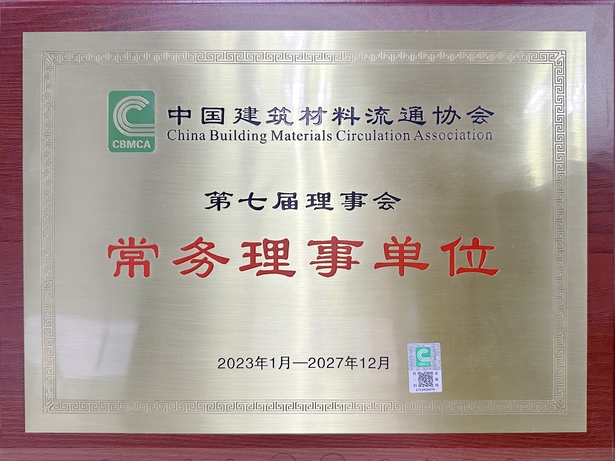 中国建筑材料流通协会
China Building Materials Circulation Association
CBMCA
第七届理事会
常务理事单位
2023年1月—2027年12月